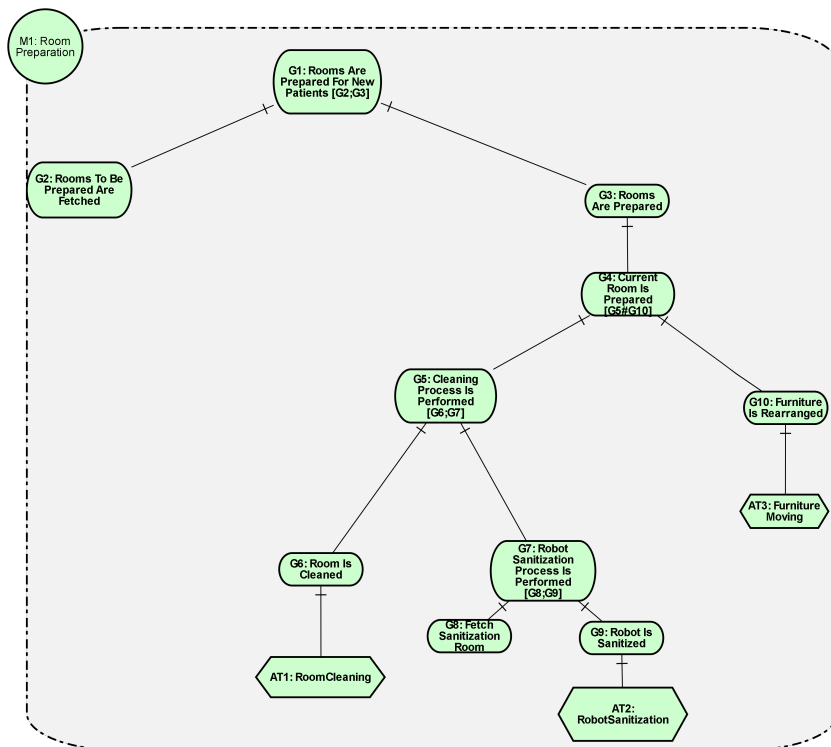 M1: Room
Preparation
G1: Rooms Are
Prepared For New
Patients [G2;G3]
G2: Rooms To Be
Prepared Are
Fetched
G3: Rooms
Are Prepared
G4: Current
Room Is
Prepared
[G5#G10]
G5: Cleaning
Process Is
Performed
[G6;G7]
G10: Furniture
Is Rearranged
AT3: Furniture
Moving
G6: Room Is
Cleaned
G7: Robot
Sanitization
Process Is
Performed
[G8;G9]
G8: Fetch
Sanitization
Room
G9: Robot Is
Sanitized
AT1: RoomCleaning
AT2:
RobotSanitization